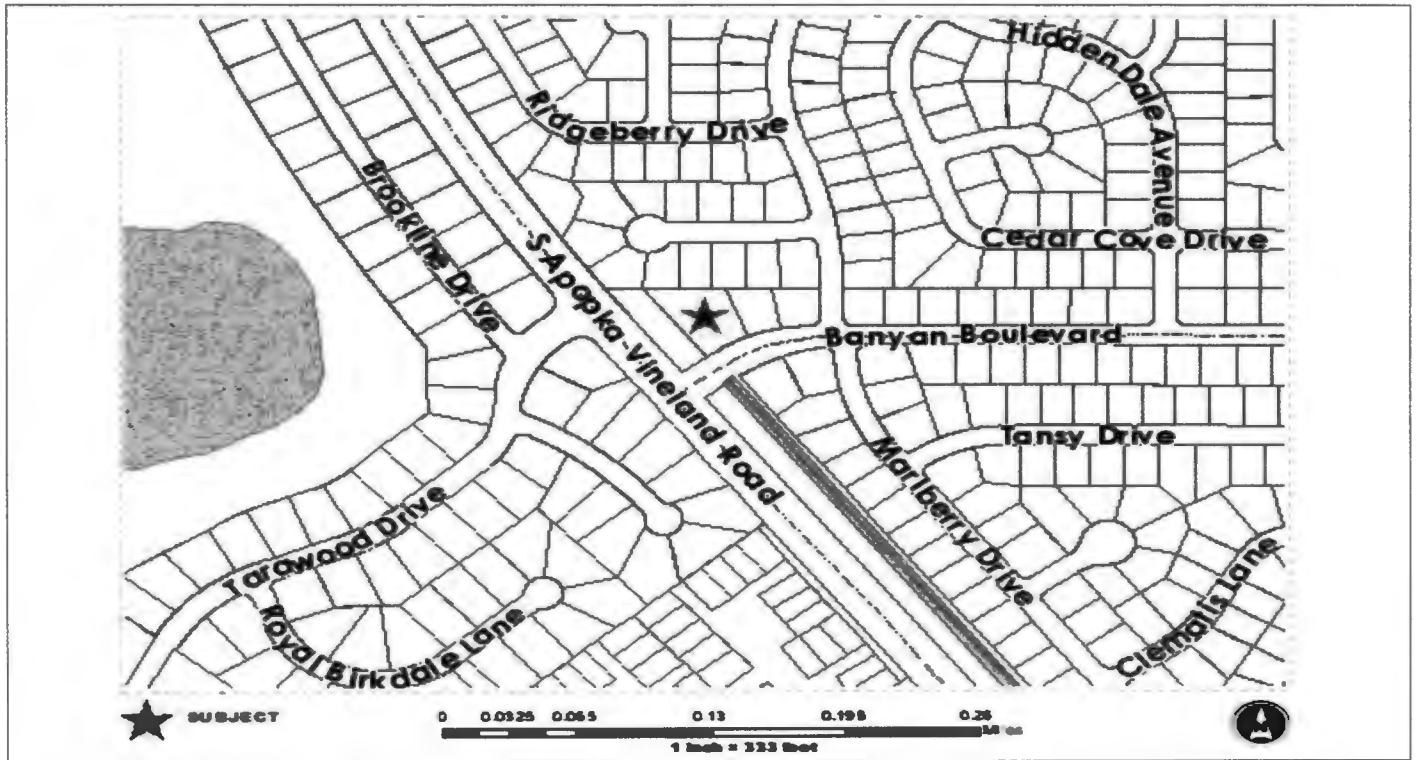 Hidden Dale Avenue
Ridgeberry Drive
Brookline Drive
S Apopka Vineland Road
Cedar Cove Drive
Banyan Boulevard
Tansy Drive
Marlberry Drive
Tarawood Drive
Royal Birkdale Lane
Clematis Lane
SUBJECT
0 0.0325 0.065 0.13 0.195 0.26
Miles
1 inch = 333 feet